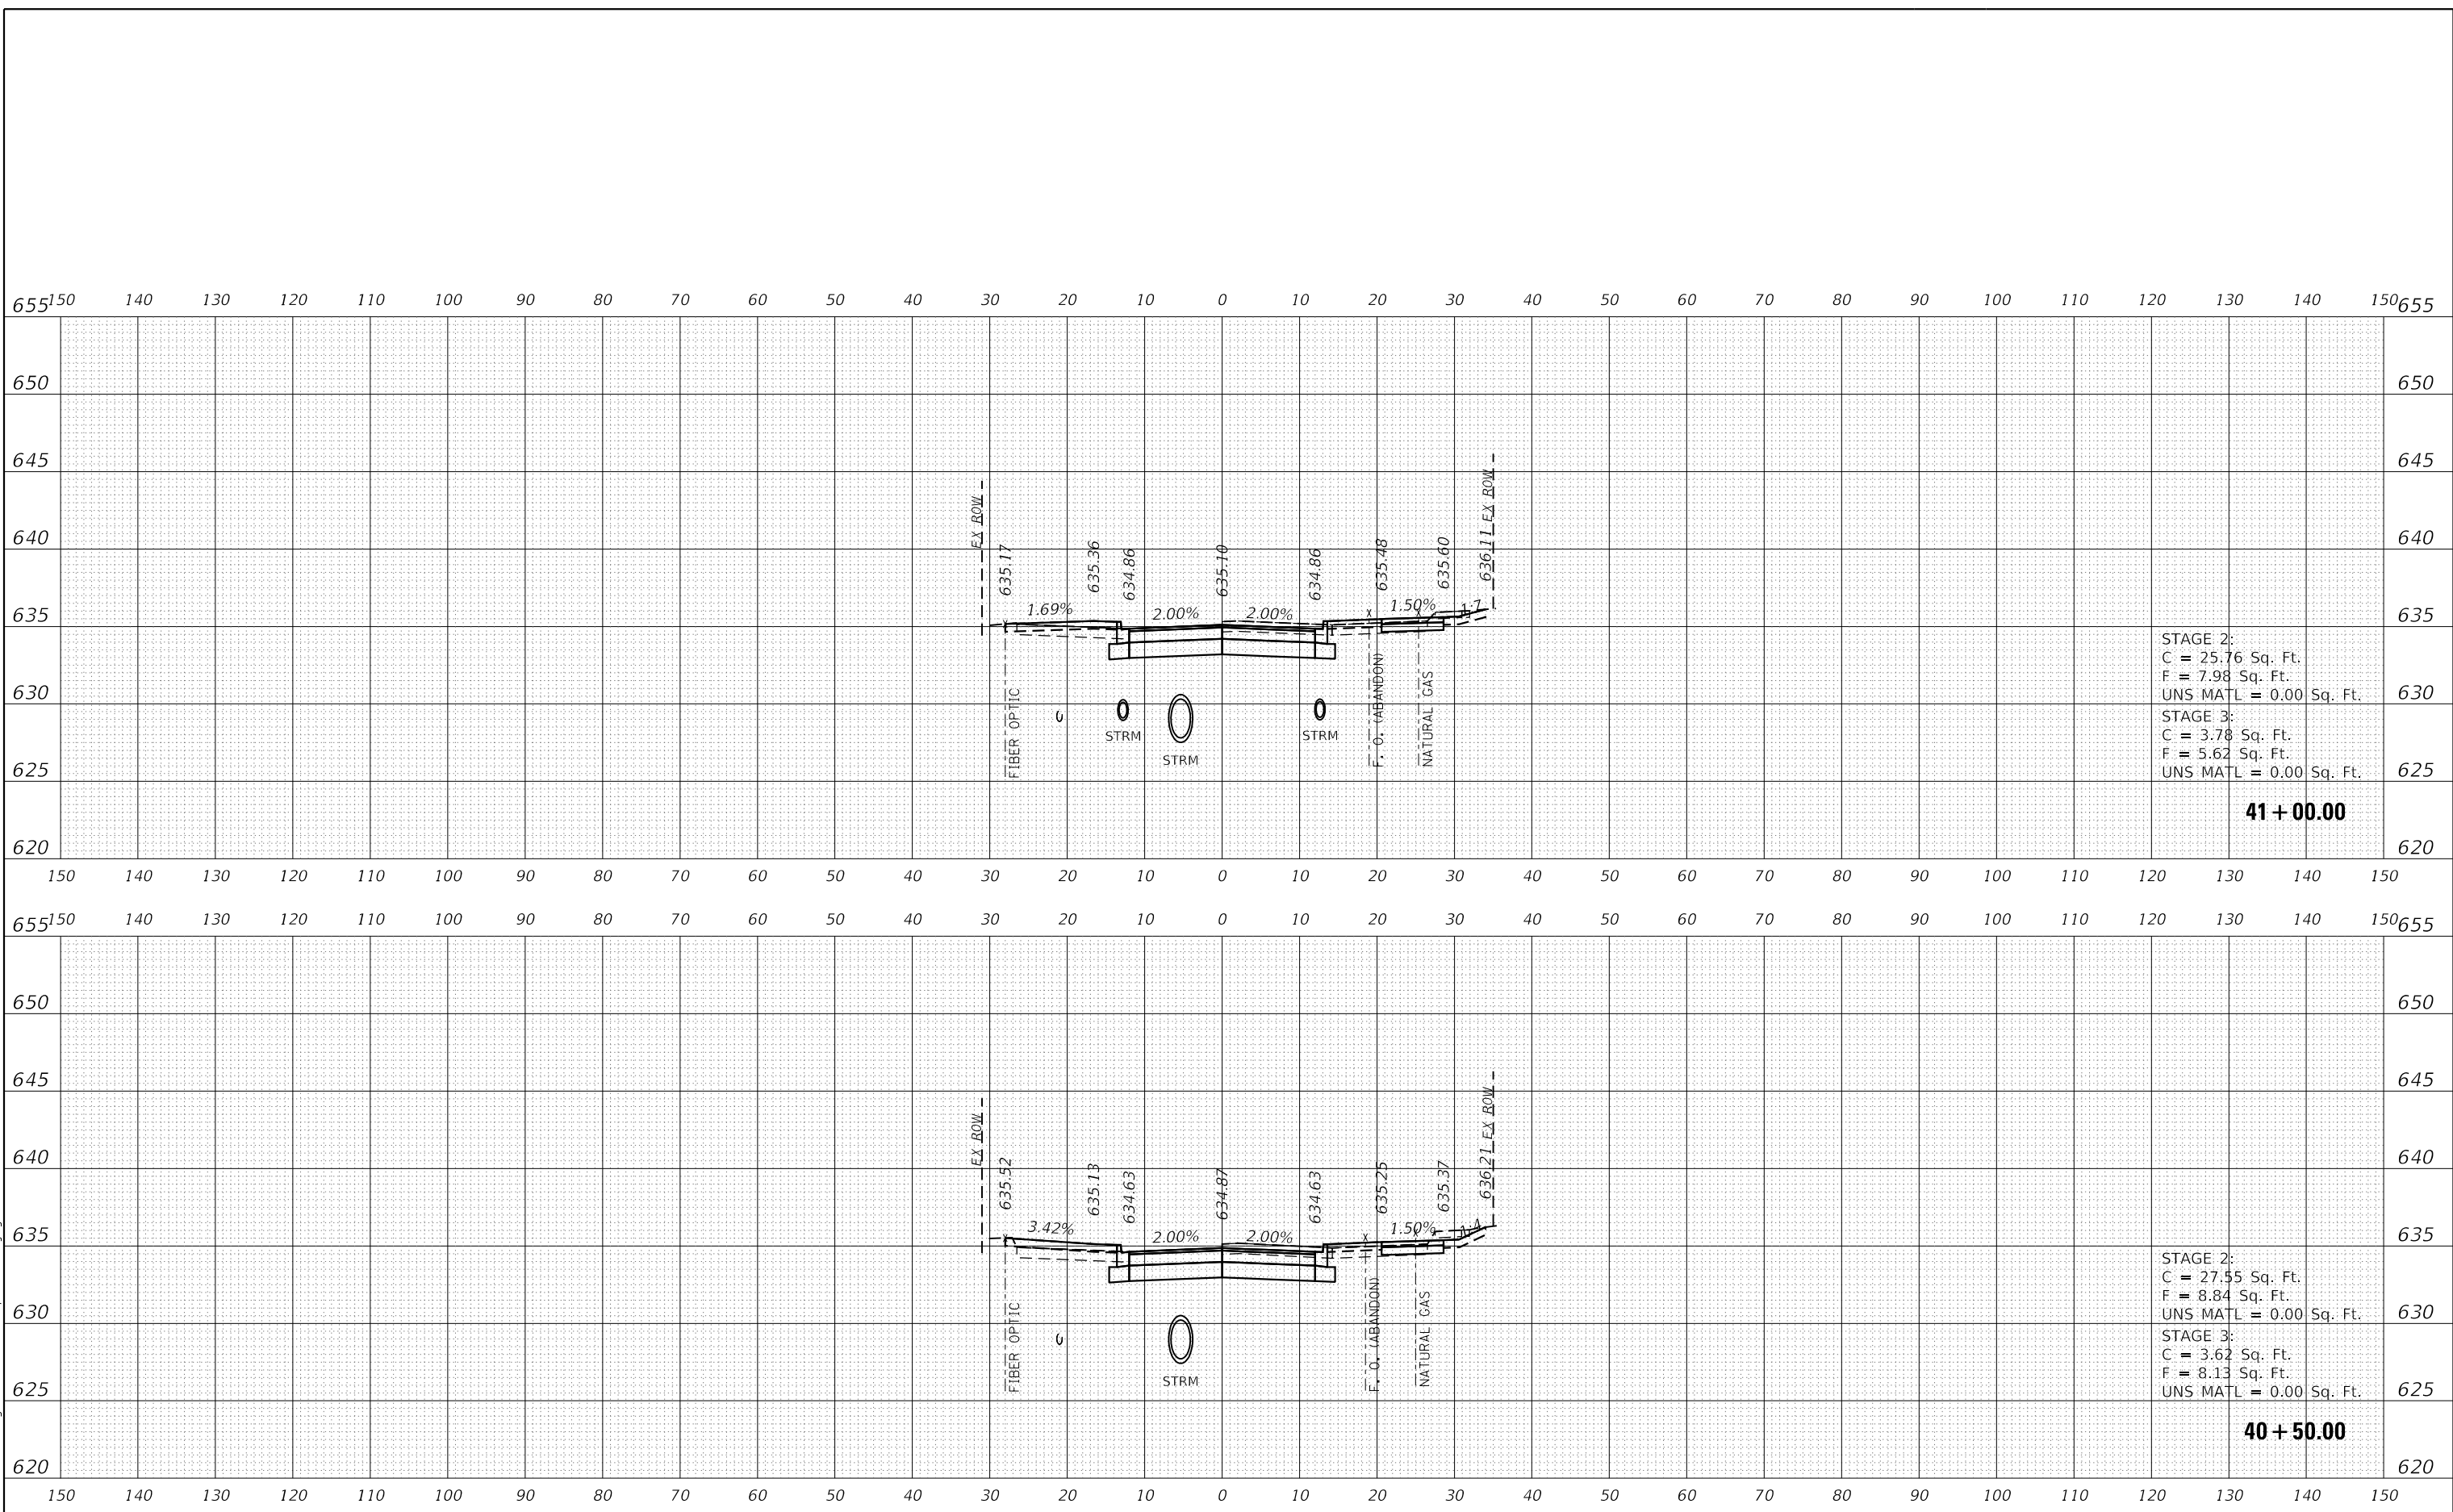 150 140 130 120 110 100 90 80 70 60 50 40 30 20 10 0 10 20 30 40 50 60 70 80 90 100 110 120 130 140 150
655 655
650 650
645 645
640 640
635 635
630 630
625 625
620 620
EX ROW
635.17
635.36
634.86
635.10
634.86
635.48
635.60
636.11 EX ROW
1.69%
2.00%
2.00%
1.50%
1:7
FIBER OPTIC
STRM
STRM
STRM
F. O. (ABANDON)
NATURAL GAS
STAGE 2:
C = 25.76 Sq. Ft.
F = 7.98 Sq. Ft.
UNS MATL = 0.00 Sq. Ft.
STAGE 3:
C = 3.78 Sq. Ft.
F = 5.62 Sq. Ft.
UNS MATL = 0.00 Sq. Ft.
41+00.00
150 140 130 120 110 100 90 80 70 60 50 40 30 20 10 0 10 20 30 40 50 60 70 80 90 100 110 120 130 140 150
150 140 130 120 110 100 90 80 70 60 50 40 30 20 10 0 10 20 30 40 50 60 70 80 90 100 110 120 130 140 150
655 655
650 650
645 645
640 640
635 635
630 630
625 625
620 620
EX ROW
635.52
635.13
634.63
634.87
634.63
635.25
635.37
636.21 EX ROW
3.42%
2.00%
2.00%
1.50%
1:4
FIBER OPTIC
STRM
F. O. (ABANDON)
NATURAL GAS
STAGE 2:
C = 27.55 Sq. Ft.
F = 8.84 Sq. Ft.
UNS MATL = 0.00 Sq. Ft.
STAGE 3:
C = 3.62 Sq. Ft.
F = 8.13 Sq. Ft.
UNS MATL = 0.00 Sq. Ft.
40+50.00
150 140 130 120 110 100 90 80 70 60 50 40 30 20 10 0 10 20 30 40 50 60 70 80 90 100 110 120 130 140 150